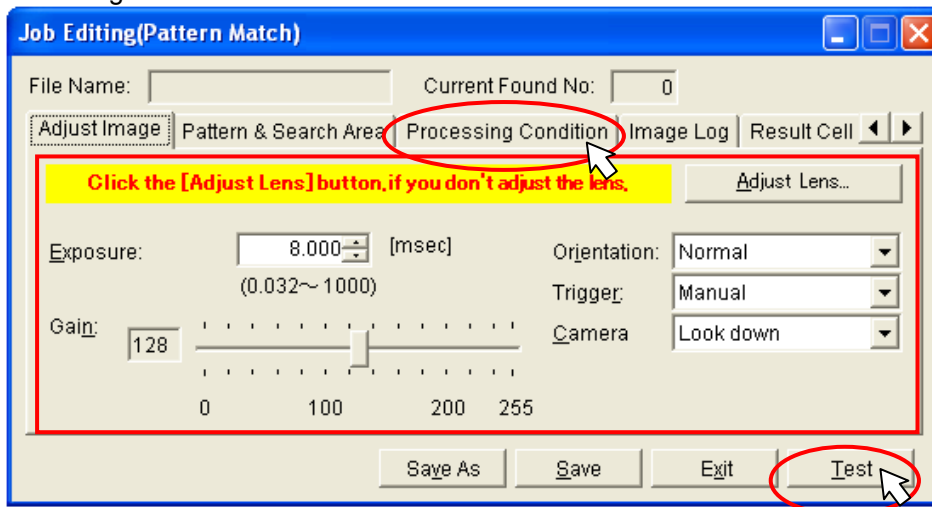 Job Editing(Pattern Match)
File Name: Current Found No: 0
Adjust Image Pattern & Search Area Processing Condition Image Log Result Cell
Click the [Adjust Lens] button, if you don't adjust the lens. Adjust Lens...
Exposure: 8.000 [msec] Orientation: Normal
(0.032~1000) Trigger: Manual
Gain: 128 Camera Look down
0 100 200 255
Save As Save Exit Test